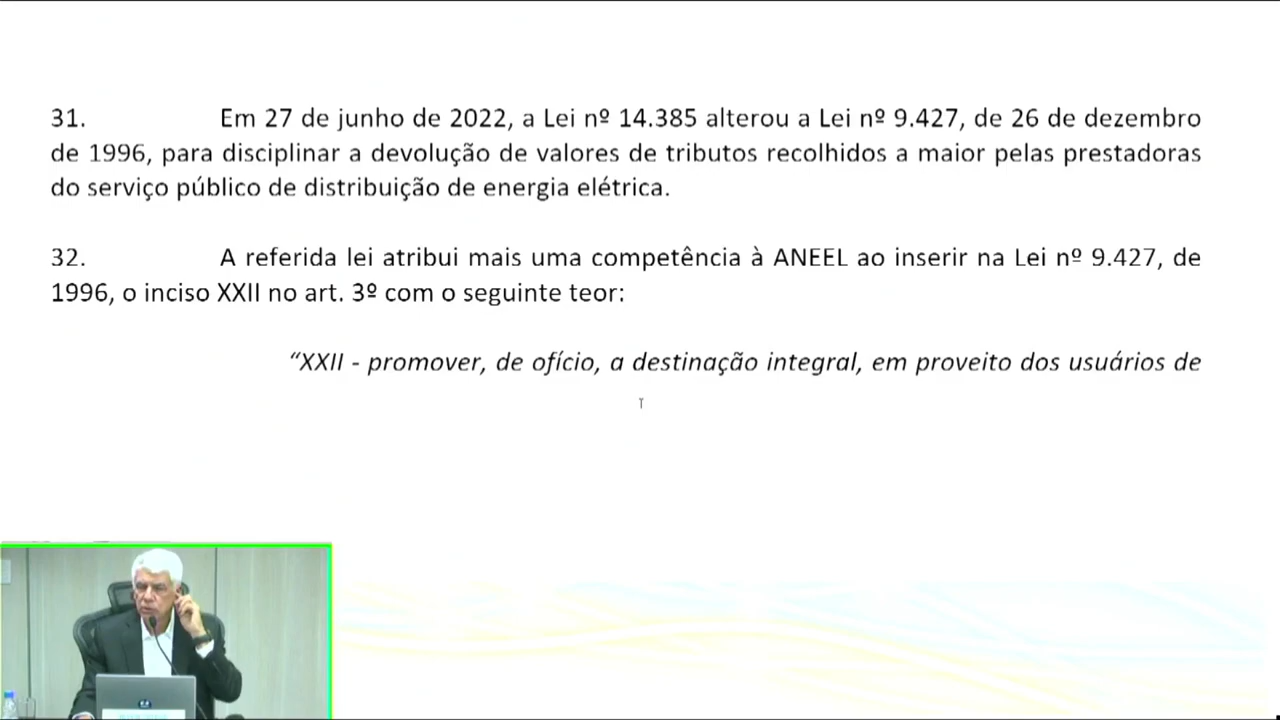 31. Em 27 de junho de 2022, a Lei nº 14.385 alterou a Lei nº 9.427, de 26 de dezembro
de 1996, para disciplinar a devolução de valores de tributos recolhidos a maior pelas prestadoras
do serviço público de distribuição de energia elétrica.
32. A referida lei atribui mais uma competência à ANEEL ao inserir na Lei nº 9.427, de
1996, o inciso XXII no art. 3º com o seguinte teor:
“XXII - promover, de ofício, a destinação integral, em proveito dos usuários de